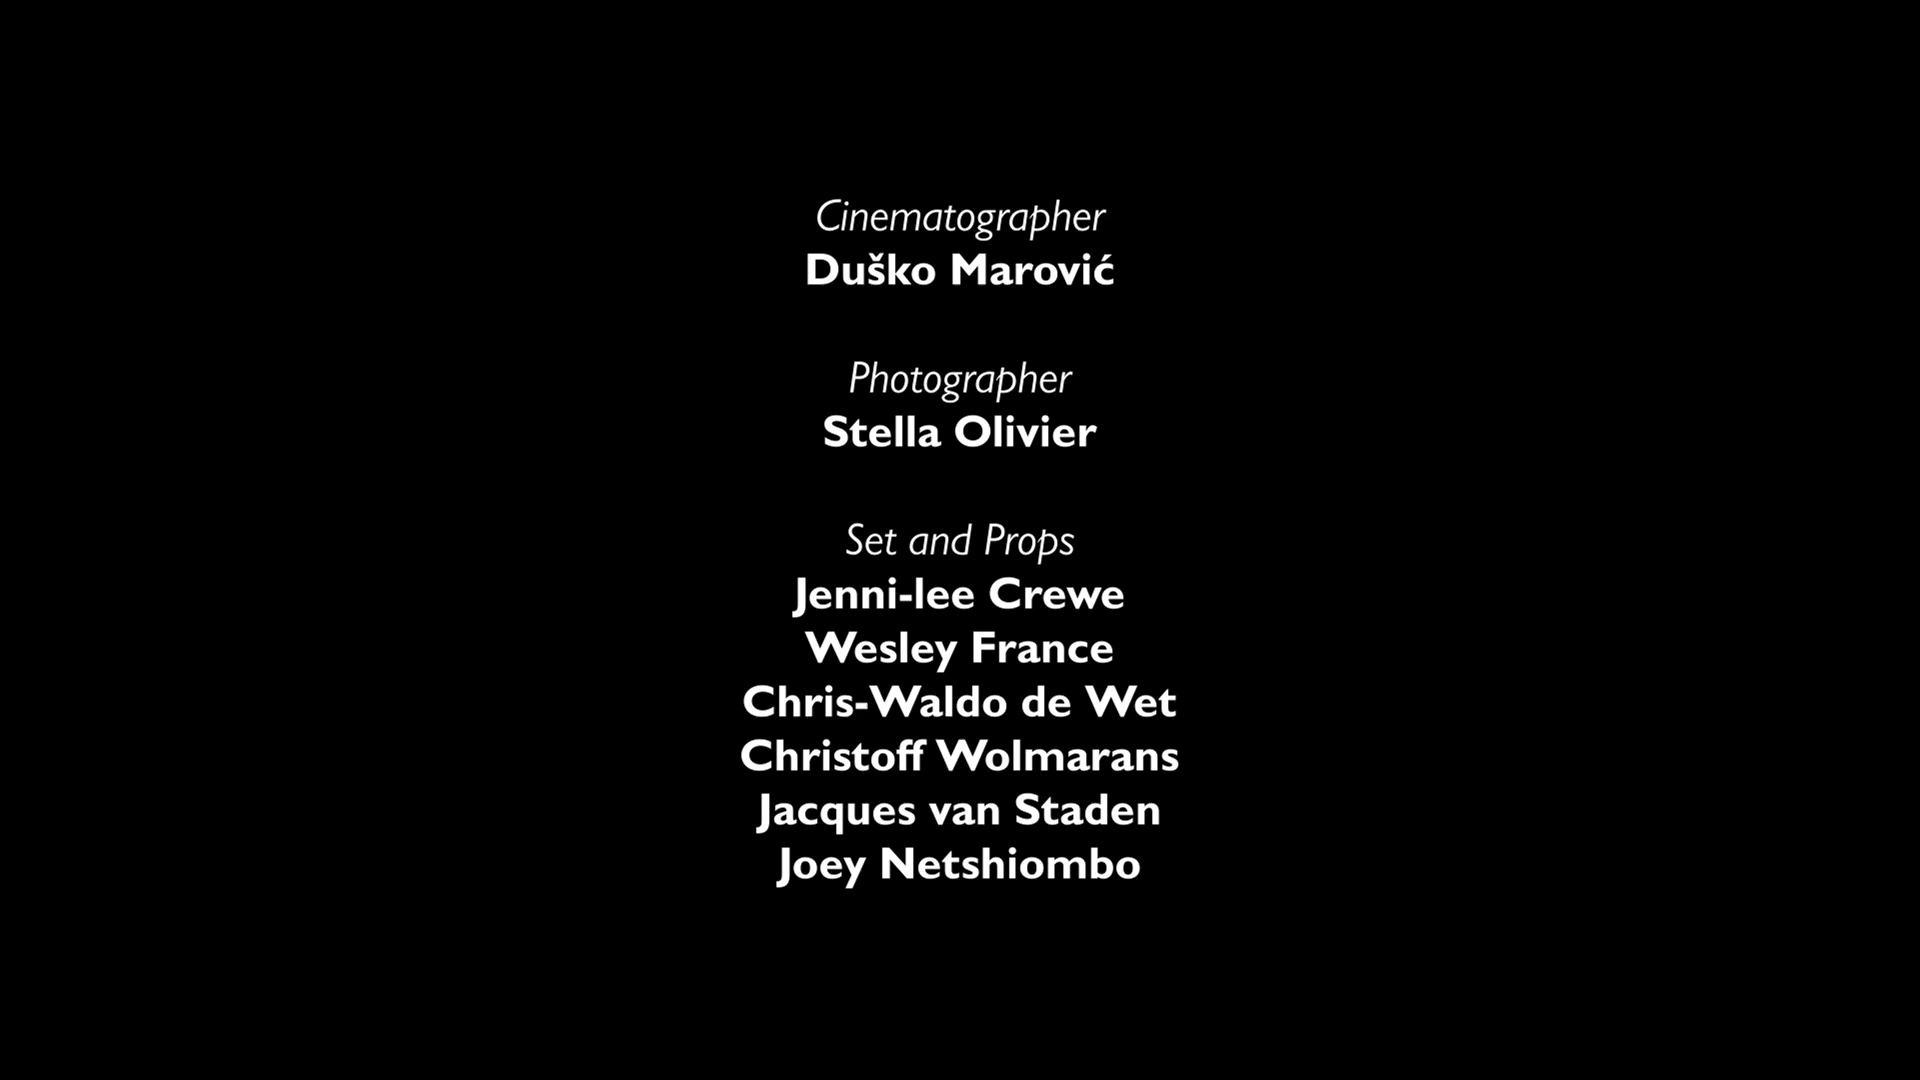 Cinematographer
Duško Marović
Photographer
Stella Olivier
Set and Props
Jenni-lee Crewe
Wesley France
Chris-Waldo de Wet
Christoff Wolmarans
Jacques van Staden
Joey Netshiombo